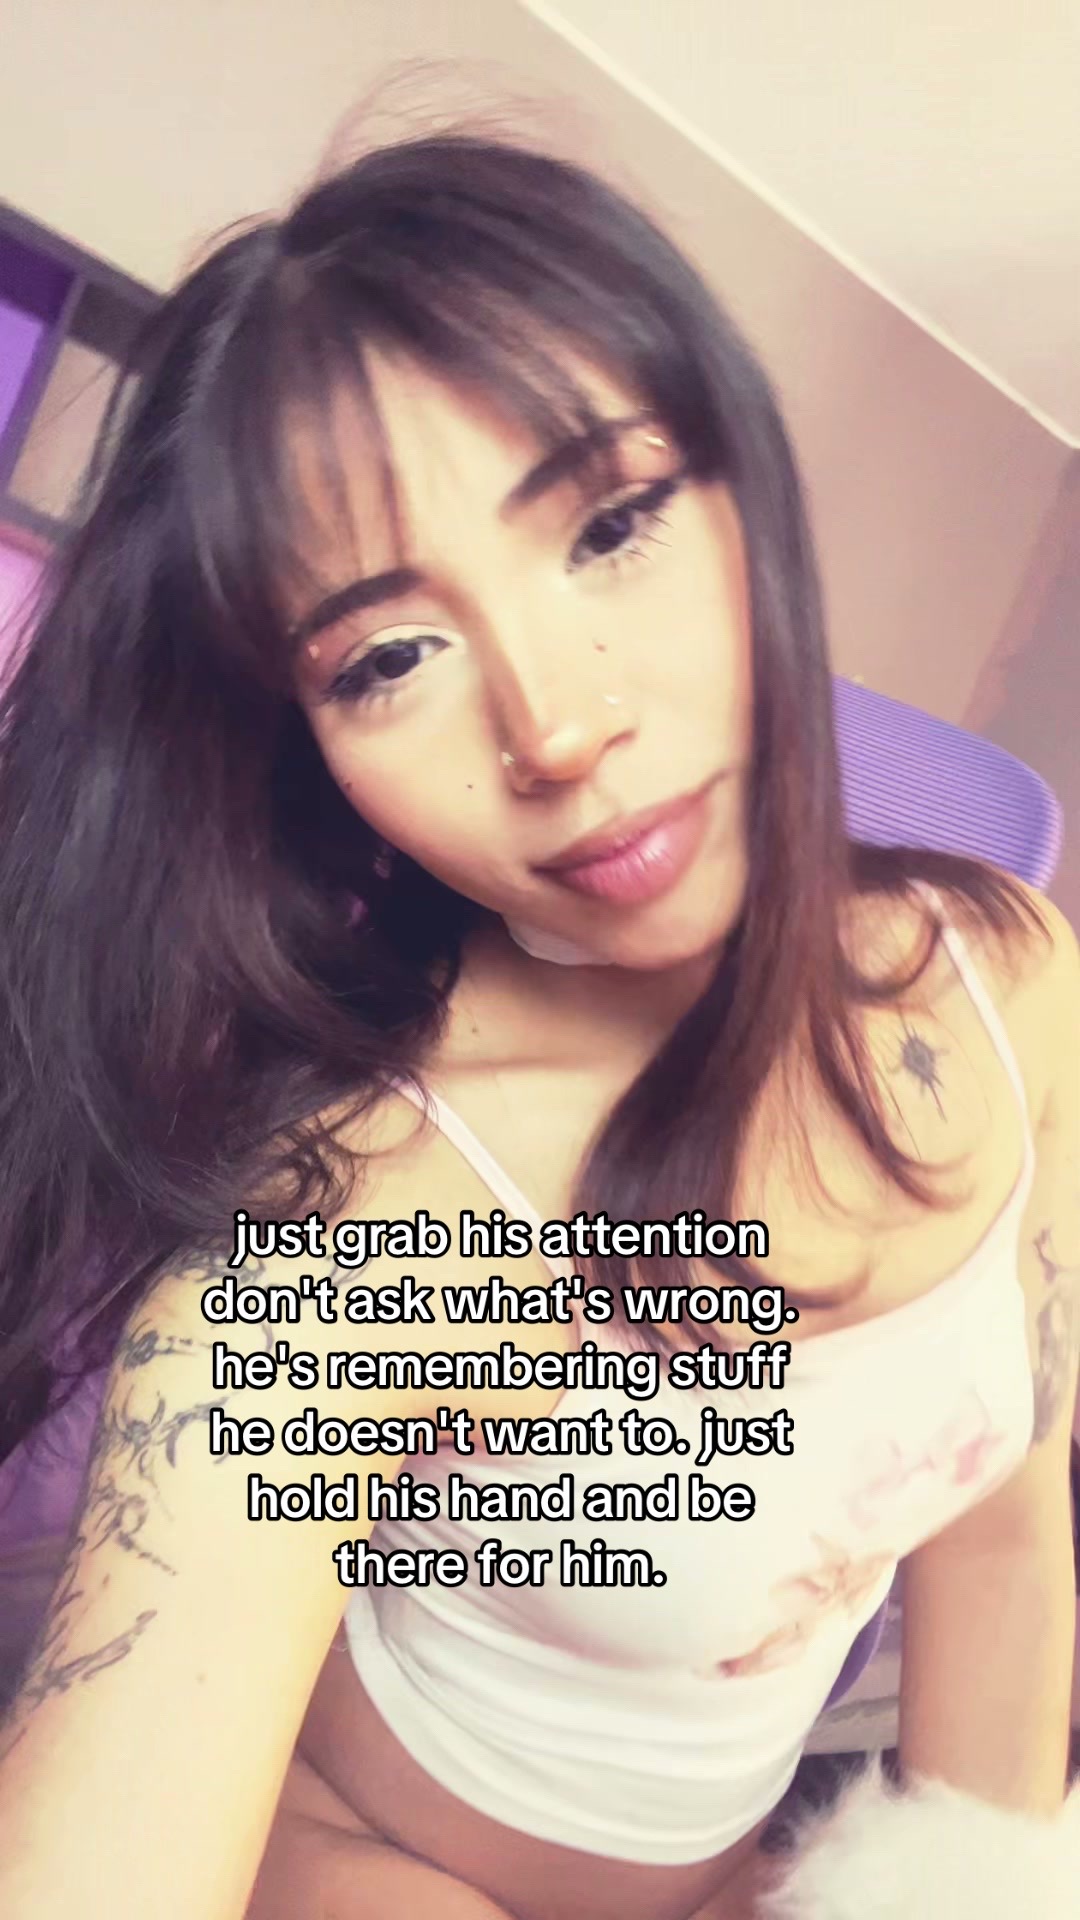 just grab his attention
don't ask what's wrong.
he's remembering stuff
he doesn't want to. just
hold his hand and be
there for him.